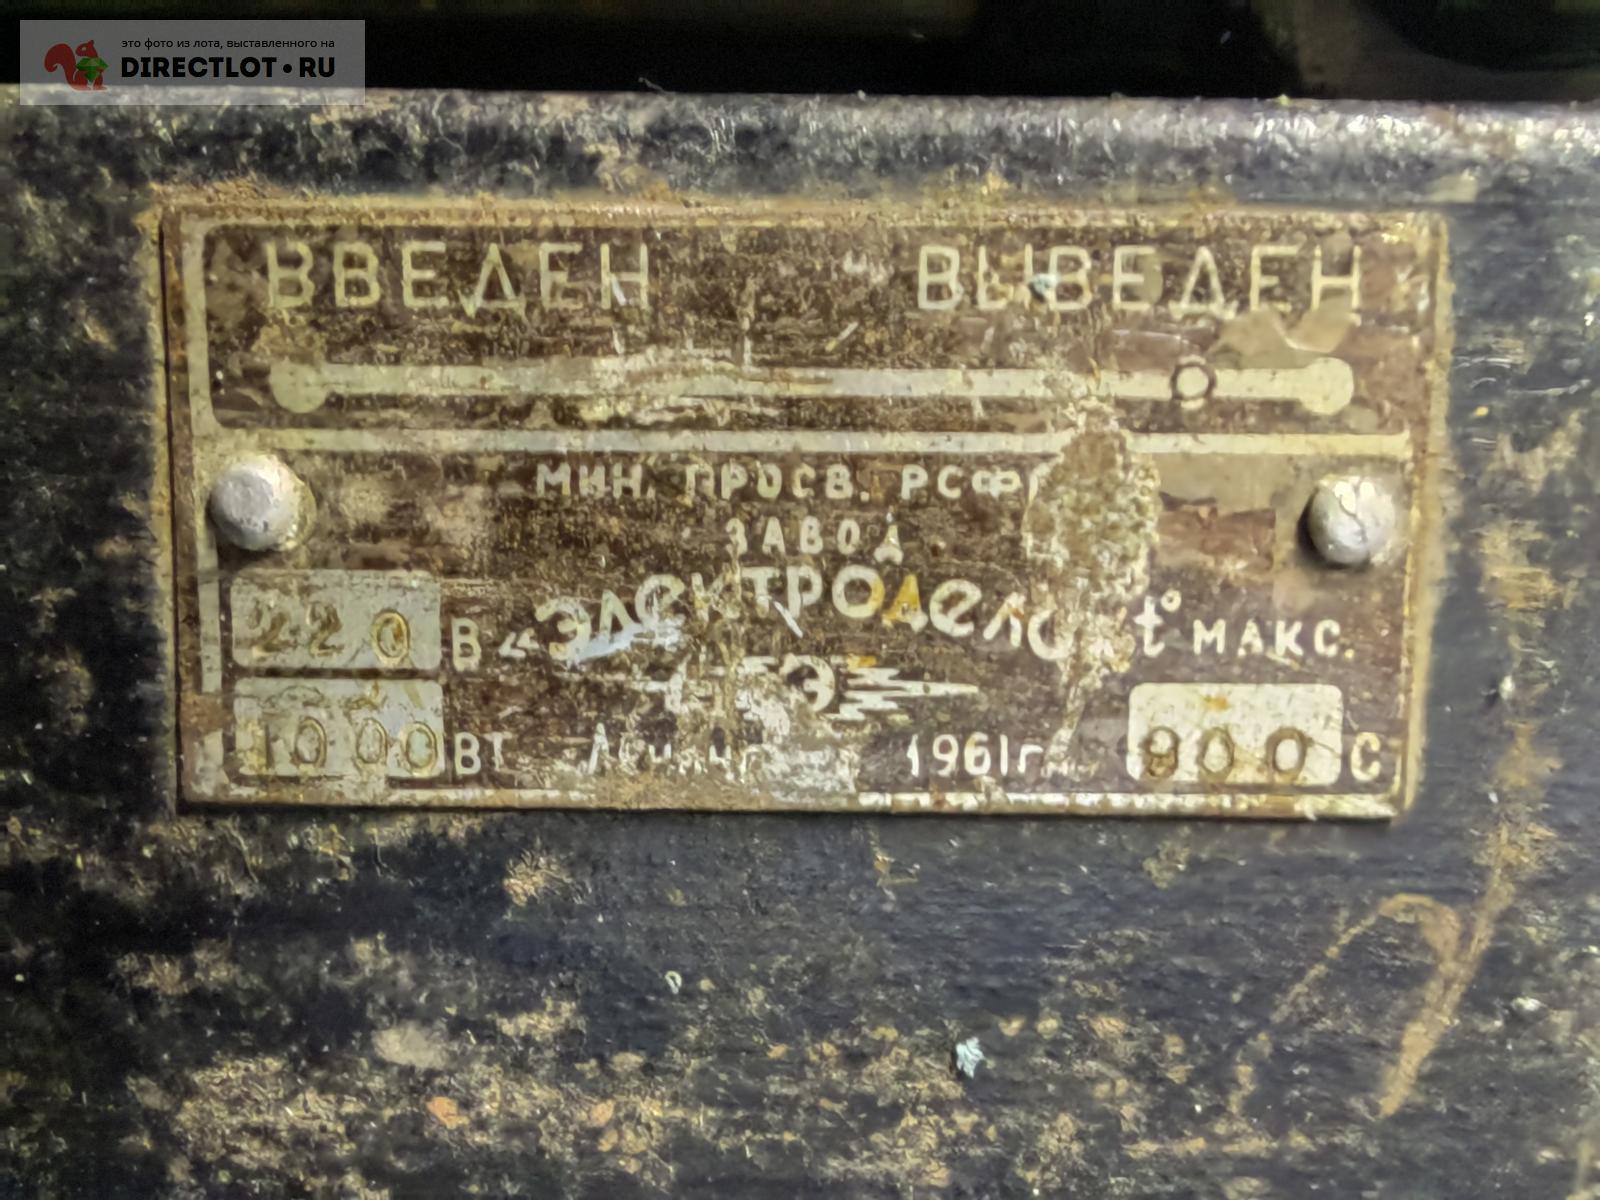 это фото из лота, выставленного на
DIRECTLOT.RU
ВВЕДЕН ВЫВЕДЕН
МИН. ПРОСВ.
ЗАВОД
220 В «ЭЛЕКТРОДЕЛО» t° МАКС.
Э
1000 ВТ 1961г. 900 С